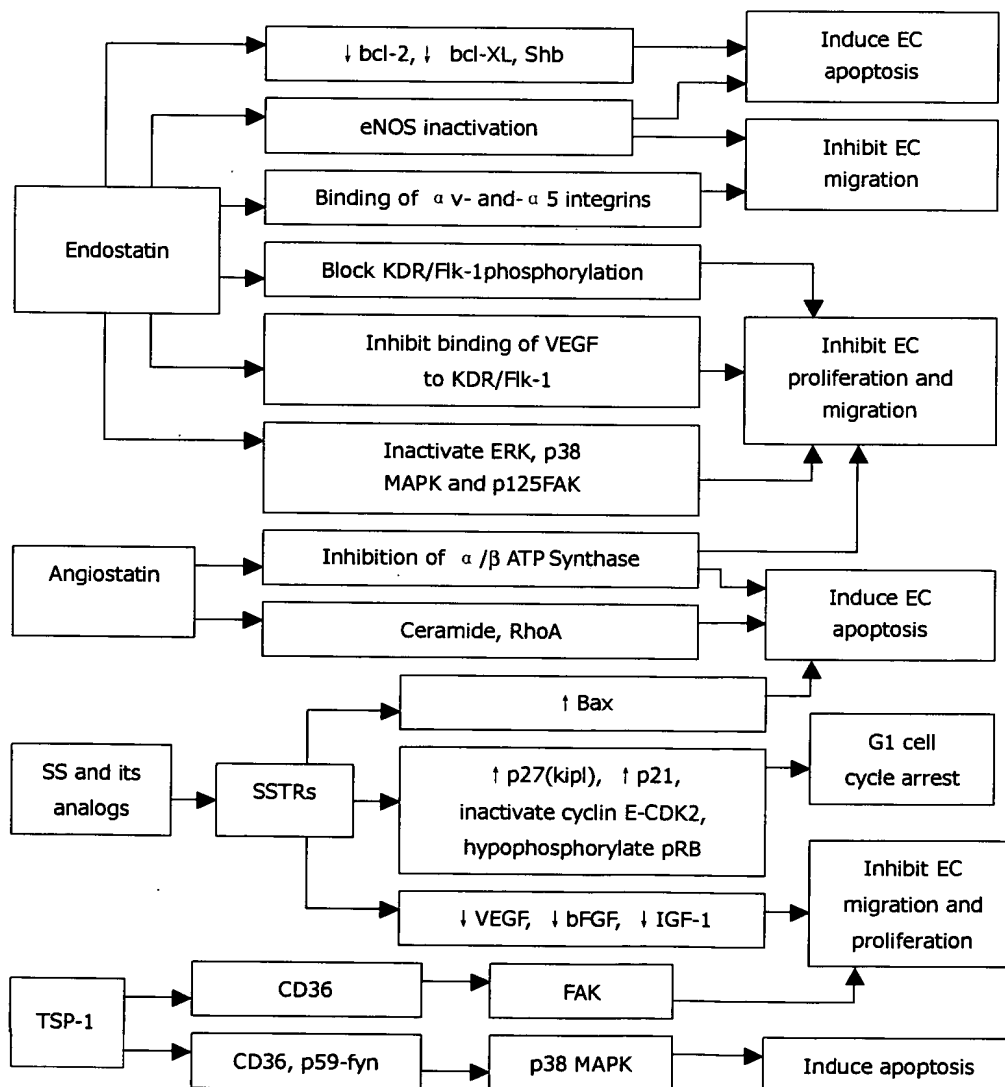 ↓ bcl-2, ↓ bcl-XL, Shb
Induce EC
apoptosis
eNOS inactivation
Inhibit EC
migration
Binding of αv- and-α5 integrins
Endostatin
Block KDR/Flk-1phosphorylation
Inhibit binding of VEGF
to KDR/Flk-1
Inhibit EC
proliferation and
migration
Inactivate ERK, p38
MAPK and p125FAK
Angiostatin
Inhibition of α/β ATP Synthase
Induce EC
apoptosis
Ceramide, RhoA
↑ Bax
G1 cell
cycle arrest
SS and its
analogs
SSTRs
↑ p27(kipl), ↑ p21,
inactivate cyclin E-CDK2,
hypophosphorylate pRB
Inhibit EC
migration and
proliferation
↓ VEGF, ↓ bFGF, ↓ IGF-1
TSP-1
CD36
FAK
CD36, p59-fyn
p38 MAPK
Induce apoptosis